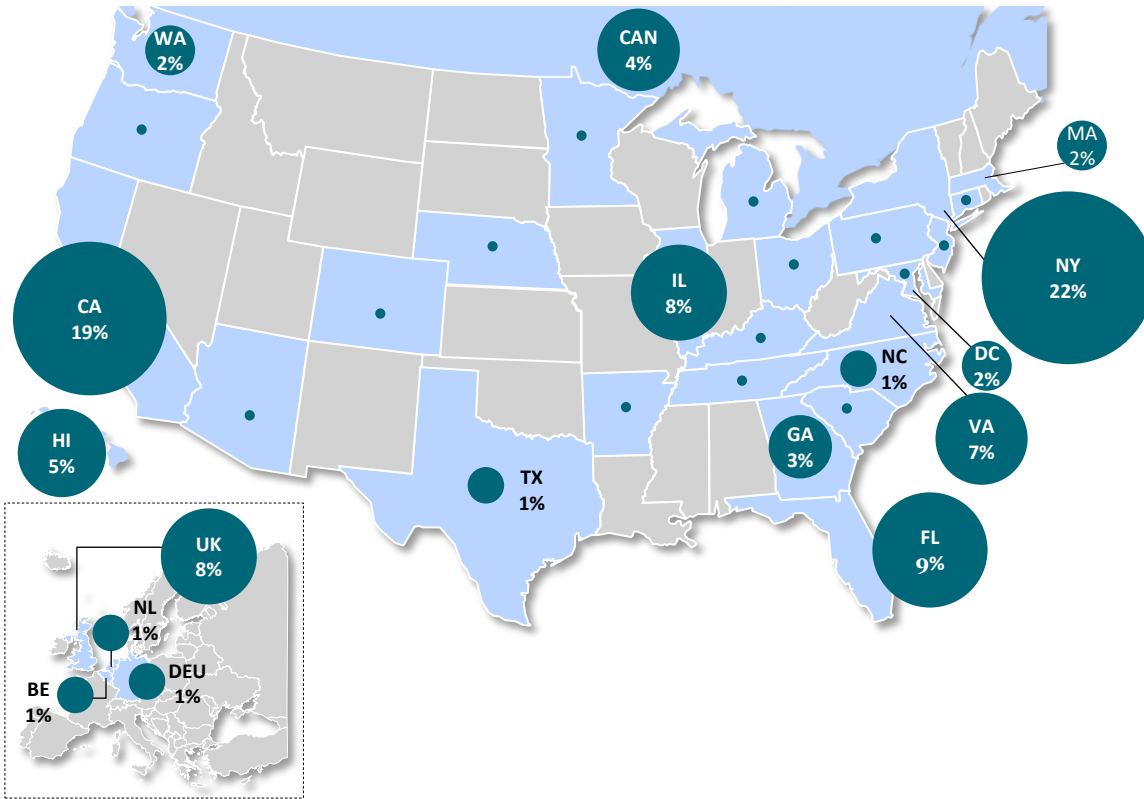 WA
2%
CAN
4%
MA
2%
CA
19%
IL
8%
NY
22%
NC
1%
DC
2%
HI
5%
GA
3%
VA
7%
TX
1%
FL
9%
UK
8%
NL
1%
DEU
1%
BE
1%